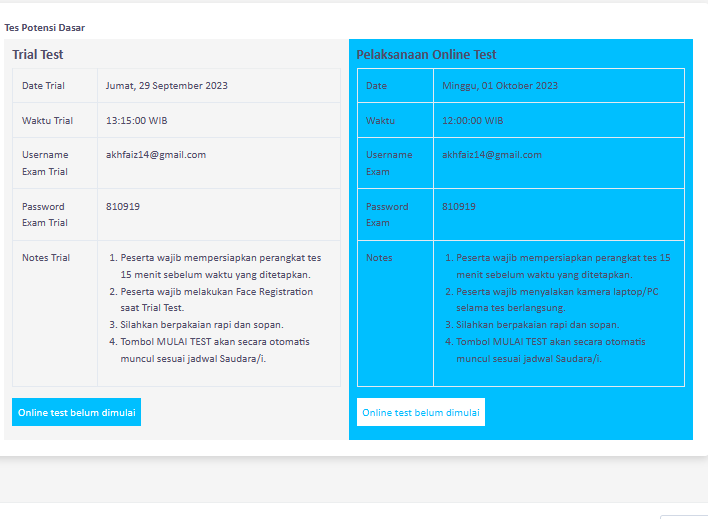 Tes Potensi Dasar
Trial Test
Date Trial
Jumat, 29 September 2023
Waktu Trial
13:15:00 WIB
Username
Exam Trial
akhfaiz14@gmail.com
Password
Exam Trial
810919
Notes Trial
1. Peserta wajib mempersiapkan perangkat tes
15 menit sebelum waktu yang ditetapkan.
2. Peserta wajib melakukan Face Registration
saat Trial Test.
3. Silahkan berpakaian rapi dan sopan.
4. Tombol MULAI TEST akan secara otomatis
muncul sesuai jadwal Saudara/i.
Online test belum dimulai
Pelaksanaan Online Test
Date
Minggu, 01 Oktober 2023
Waktu
12:00:00 WIB
Username
Exam
akhfaiz14@gmail.com
Password
Exam
810919
Notes
1. Peserta wajib mempersiapkan perangkat tes 15
menit sebelum waktu yang ditetapkan.
2. Peserta wajib menyalakan kamera laptop/PC
selama tes berlangsung.
3. Silahkan berpakaian rapi dan sopan.
4. Tombol MULAI TEST akan secara otomatis
muncul sesuai jadwal Saudara/i.
Online test belum dimulai